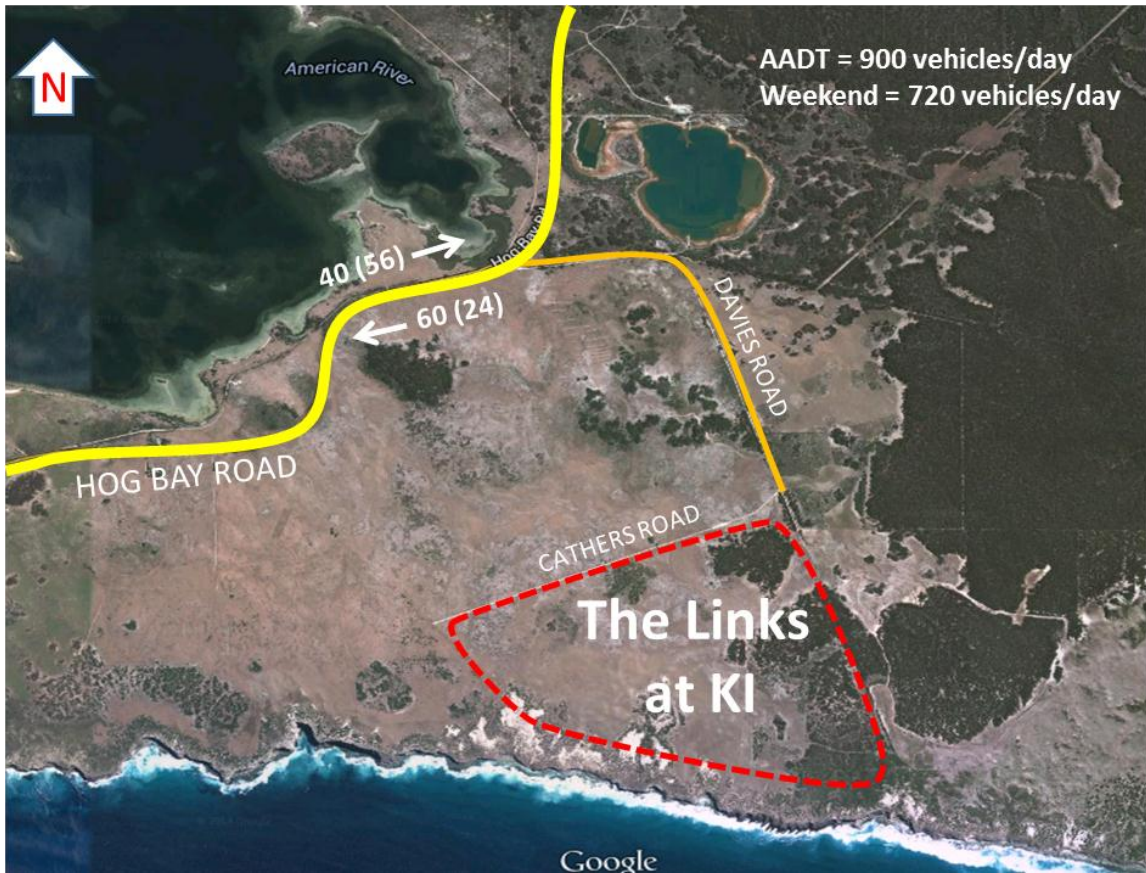 N
American River
AADT = 900 vehicles/day
Weekend = 720 vehicles/day
40 (56)
Hog Bay Rd
60 (24)
HOG BAY ROAD
DAVIES ROAD
CATHERS ROAD
The Links
at KI
Google